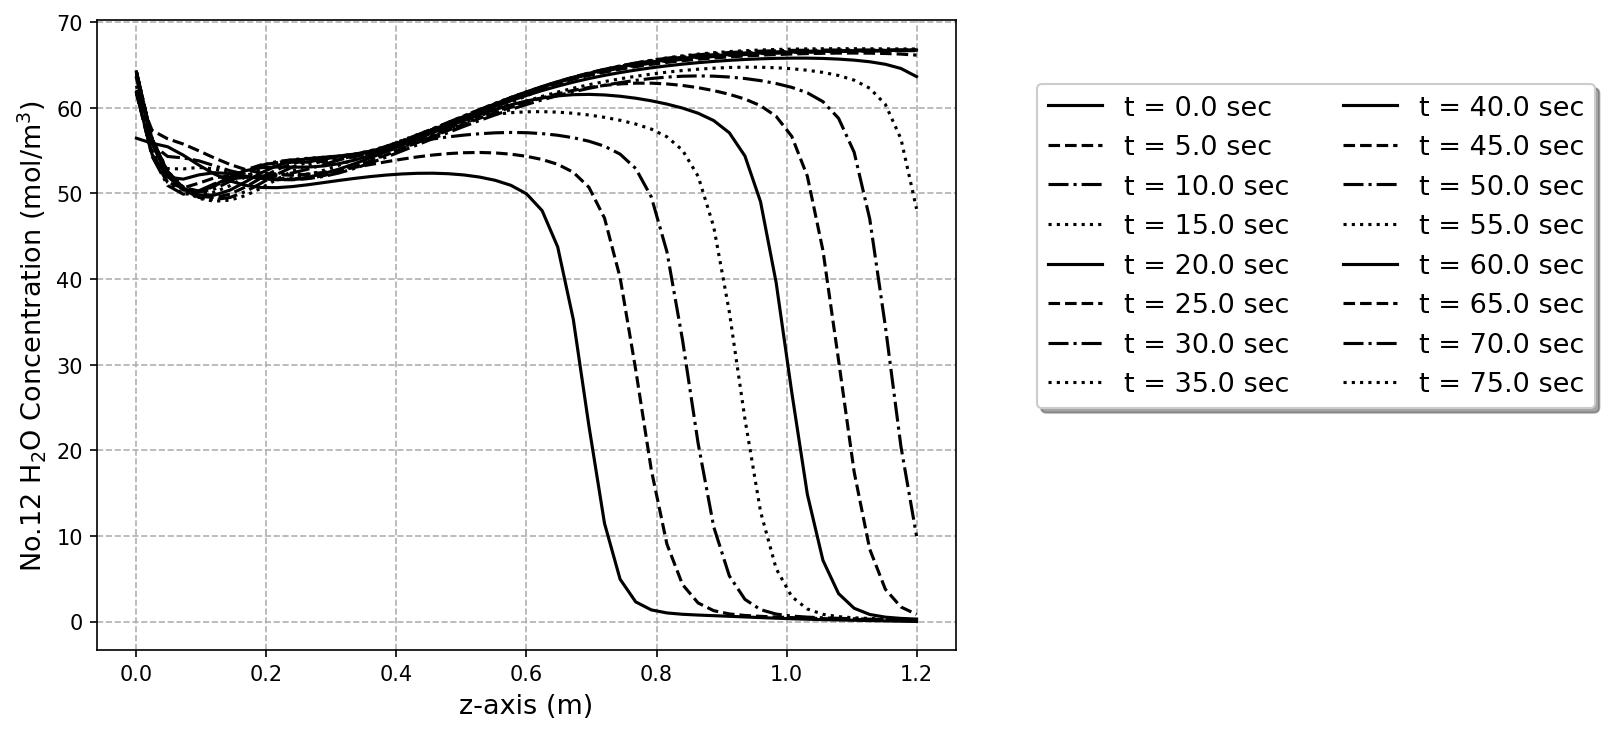 70
60
50
40
30
20
10
0
No.12 H₂O Concentration (mol/m³)
0.0 0.2 0.4 0.6 0.8 1.0 1.2
z-axis (m)
t = 0.0 sec
t = 5.0 sec
t = 10.0 sec
t = 15.0 sec
t = 20.0 sec
t = 25.0 sec
t = 30.0 sec
t = 35.0 sec
t = 40.0 sec
t = 45.0 sec
t = 50.0 sec
t = 55.0 sec
t = 60.0 sec
t = 65.0 sec
t = 70.0 sec
t = 75.0 sec